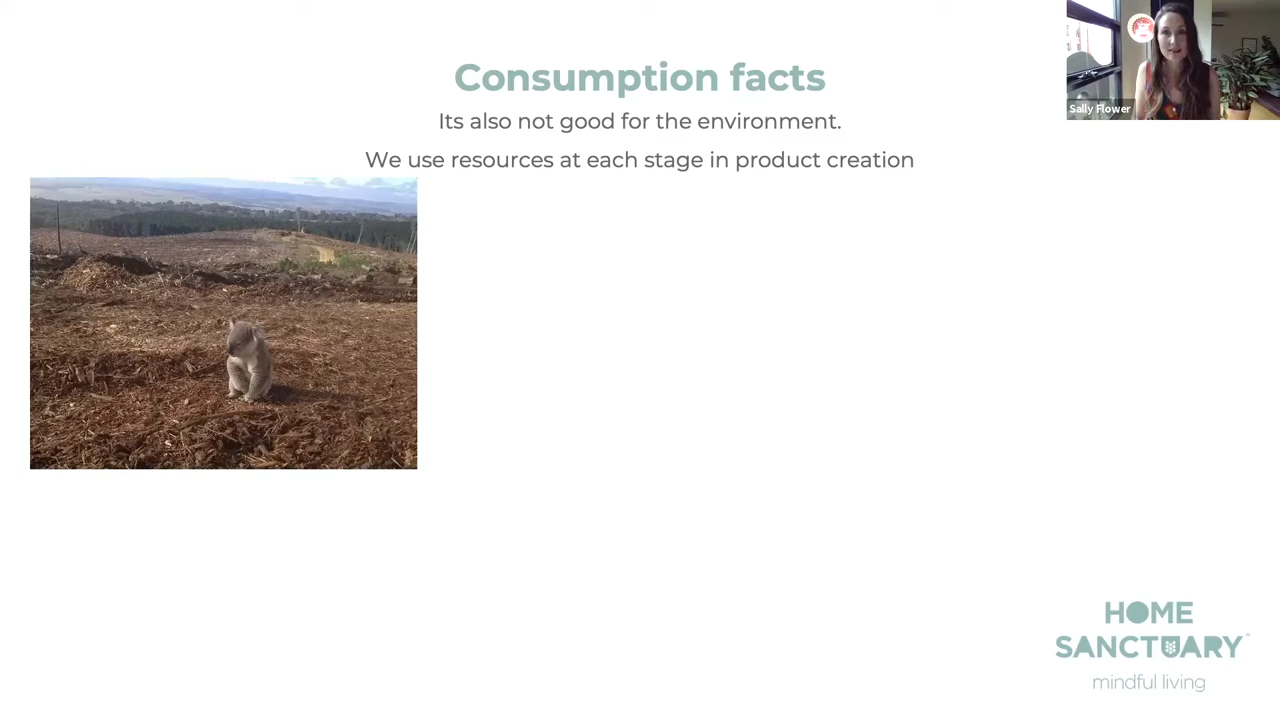 Consumption facts
Its also not good for the environment.
We use resources at each stage in product creation
Sally Flower
HOME
SANCTUARY®
mindful living